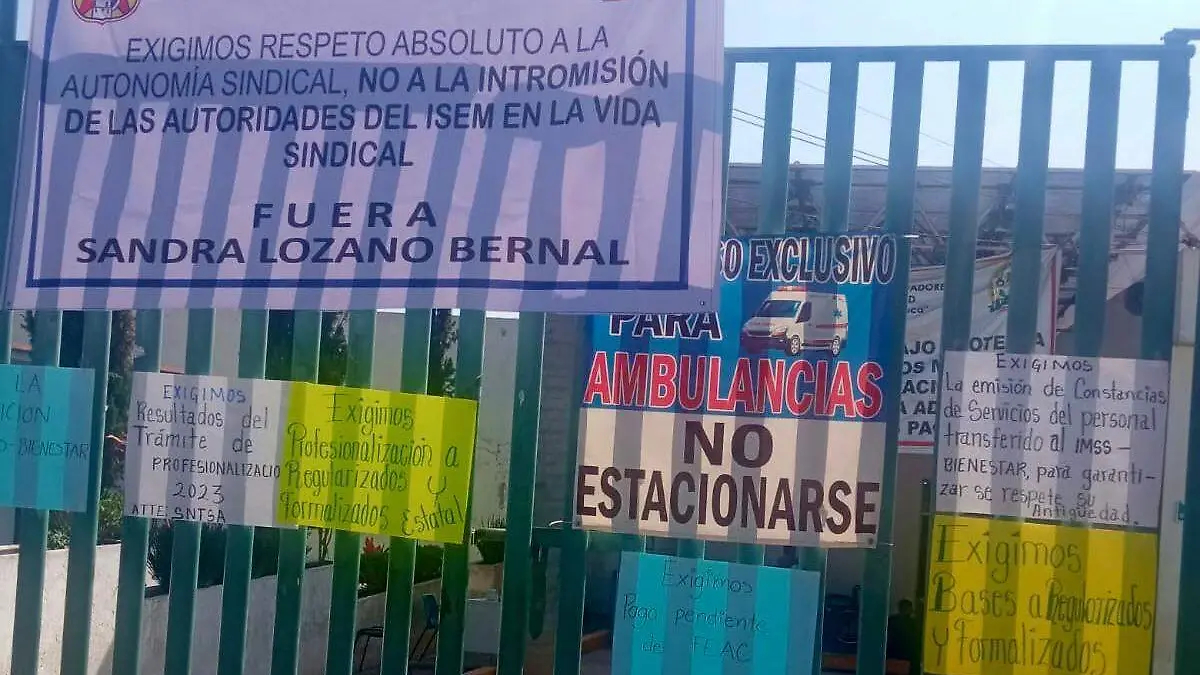 EXIGIMOS RESPETO ABSOLUTO A LA
AUTONOMÍA SINDICAL, NO A LA INTROMISIÓN
DE LAS AUTORIDADES DEL ISEM EN LA VIDA
SINDICAL
FUERA
SANDRA LOZANO BERNAL
O EXCLUSIVO
PARA
AMBULANCIAS
NO
ESTACIONARSE
LA
ICION
O-BIENESTAR
EXIGIMOS
Resultados del
Trámite de
PROFESIONALIZACIO
2023
ATTE. SNTSA
Exigimos
Profesionalización a
Regularizados y
Formalizados Estatal
Exigimos
Pago pendiente
de FEAC
EXIGIMOS
La emisión de Constancias
de Servicios del personal
transferido al IMSS-
BIENESTAR, para garanti-
zar se respete su
Antigüedad.
Exigimos
Bases a Regularizados
y Formalizados